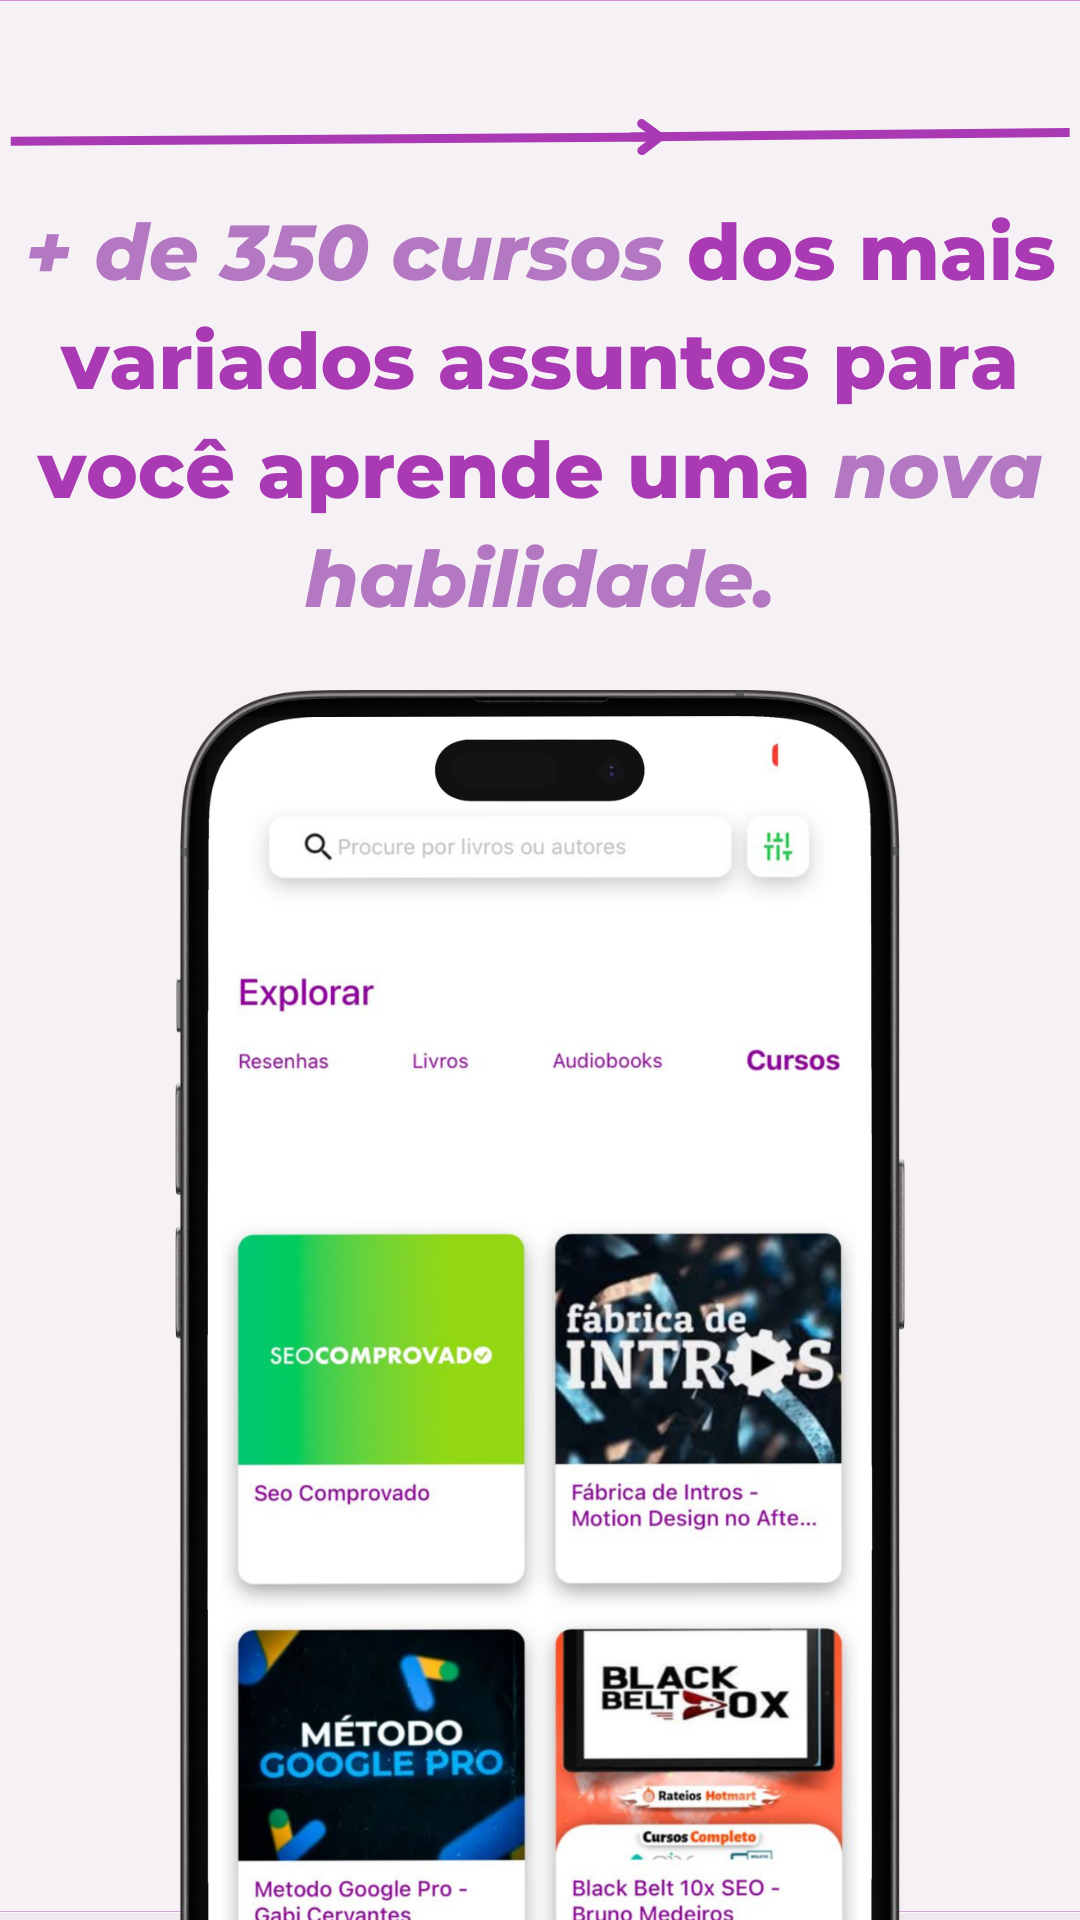 + de 350 cursos dos mais
variados assuntos para
você aprende uma nova
habilidade.
Procure por livros ou autores
Explorar
Resenhas Livros Audiobooks Cursos
SEOCOMPROVADO
fábrica de
INTROS
Seo Comprovado
Fábrica de Intros -
Motion Design no Afte...
MÉTODO
GOOGLE PRO
BLACK
BELT 10X
Rateios Hotmart
Cursos Completo
Metodo Google Pro -
Gabi Cervantes
Black Belt 10x SEO -
Bruno Medeiros